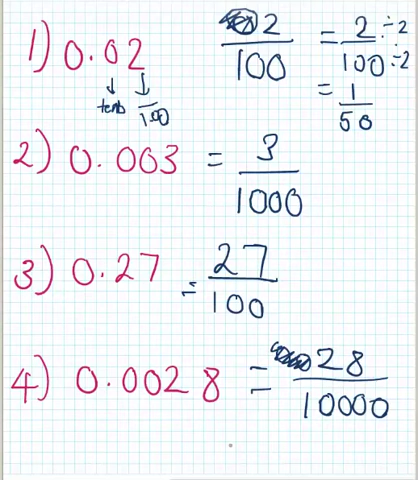 1) 0.02 2/100 = 2÷2/100÷2
tenth 1/100 = 1/50
2) 0.003 = 3/1000
3) 0.27 = 27/100
4) 0.0028 = 28/10000